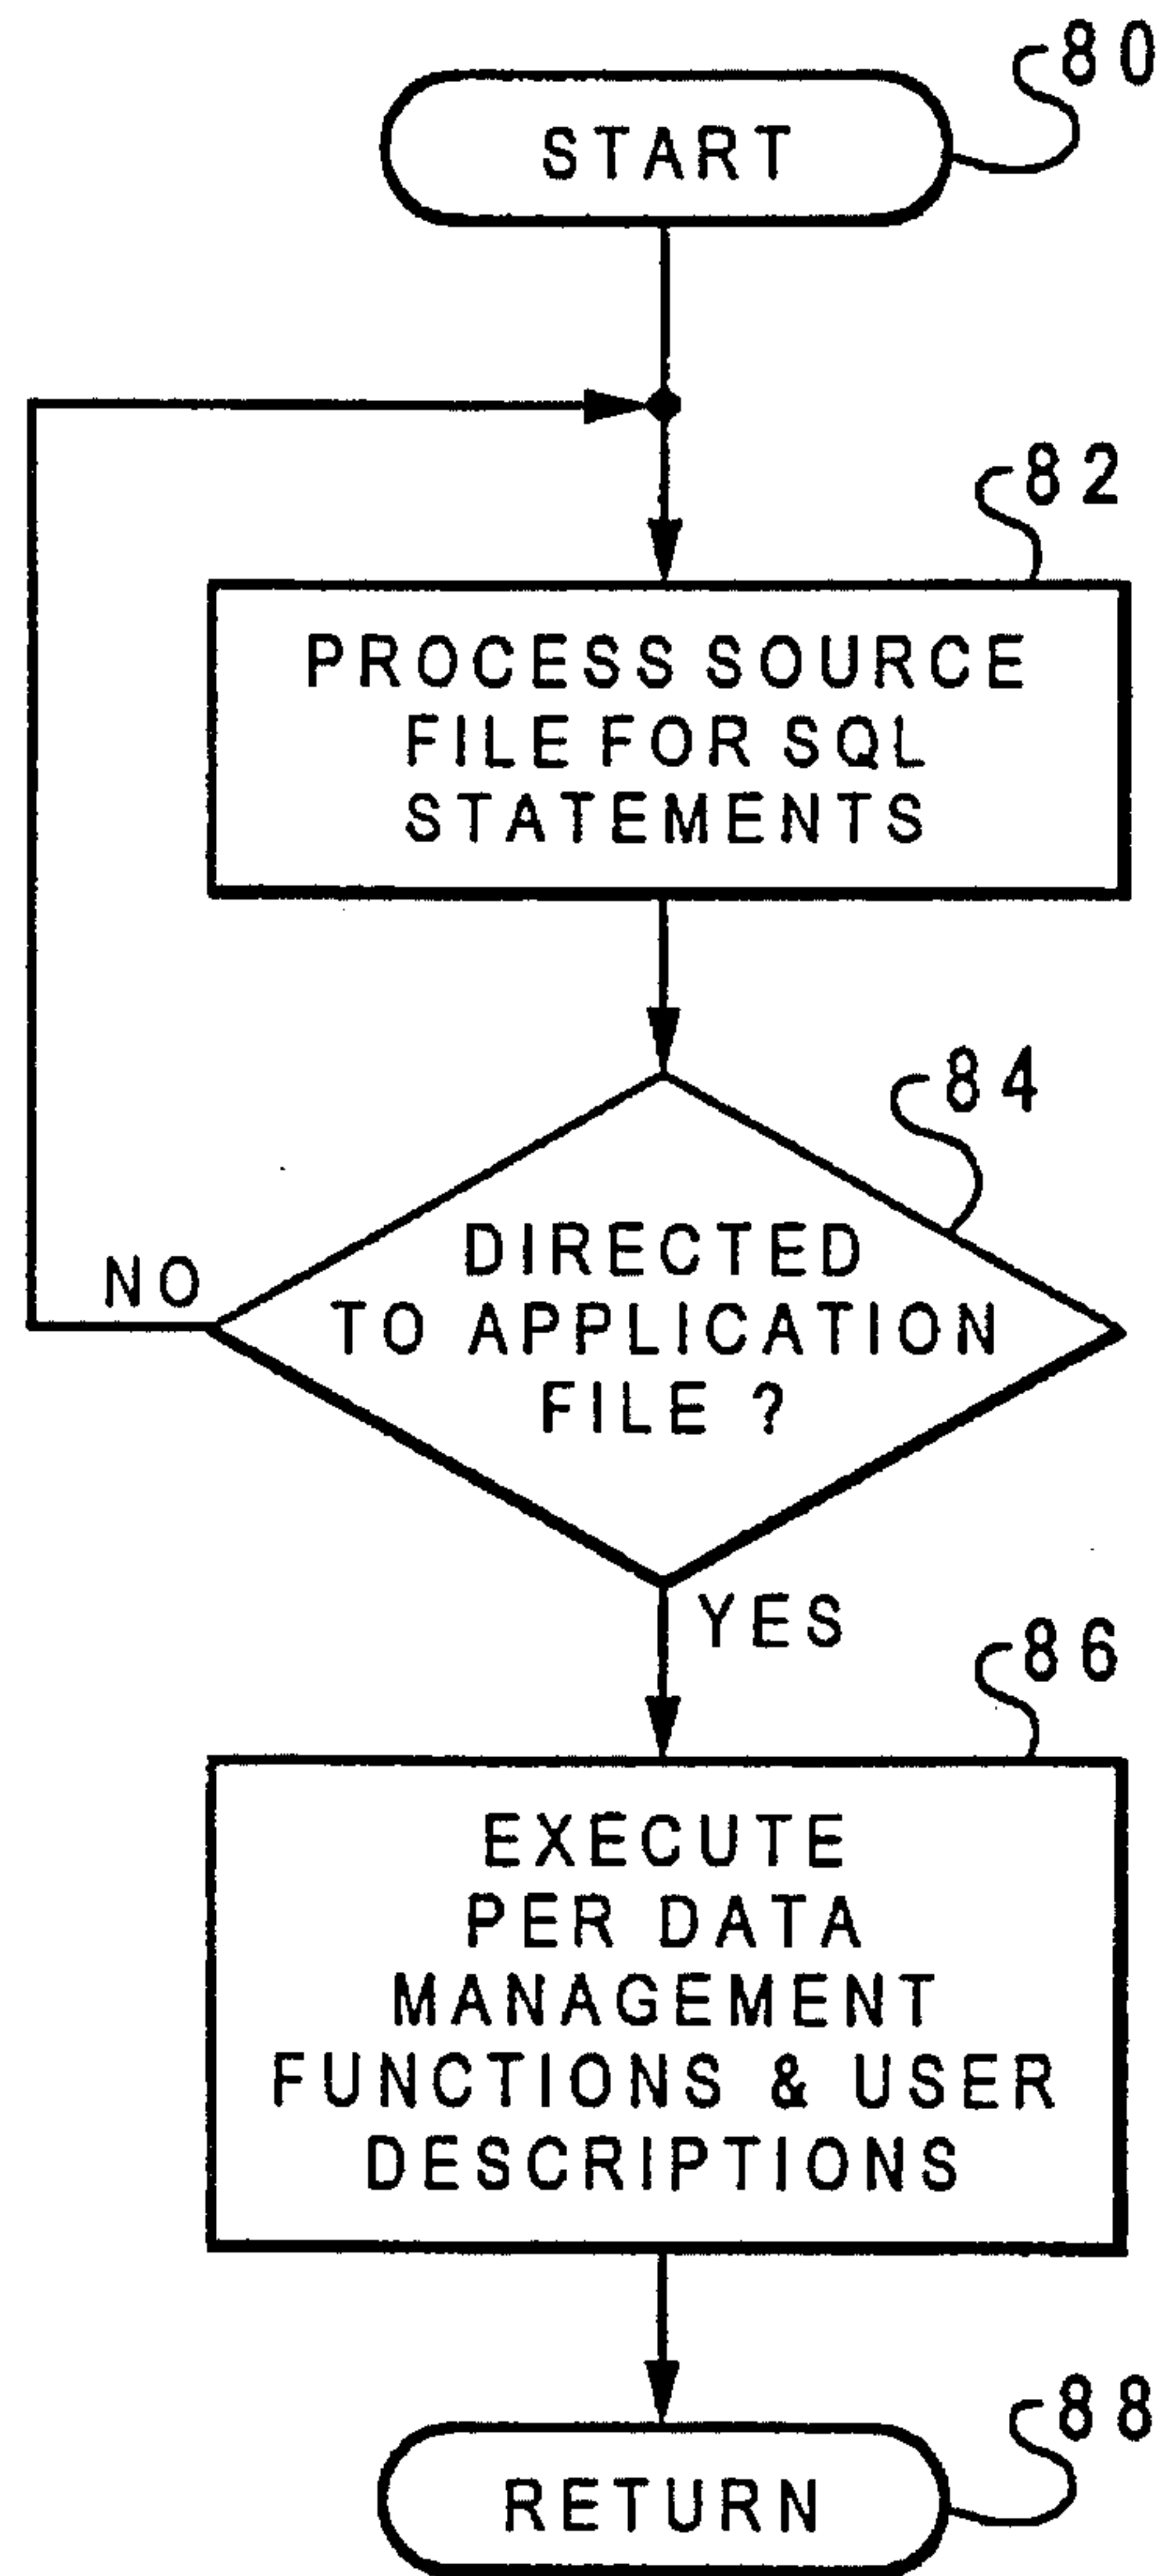 80
START
82
PROCESS SOURCE
FILE FOR SQL
STATEMENTS
84
DIRECTED
TO APPLICATION
FILE ?
NO
YES
86
EXECUTE
PER DATA
MANAGEMENT
FUNCTIONS & USER
DESCRIPTIONS
88
RETURN